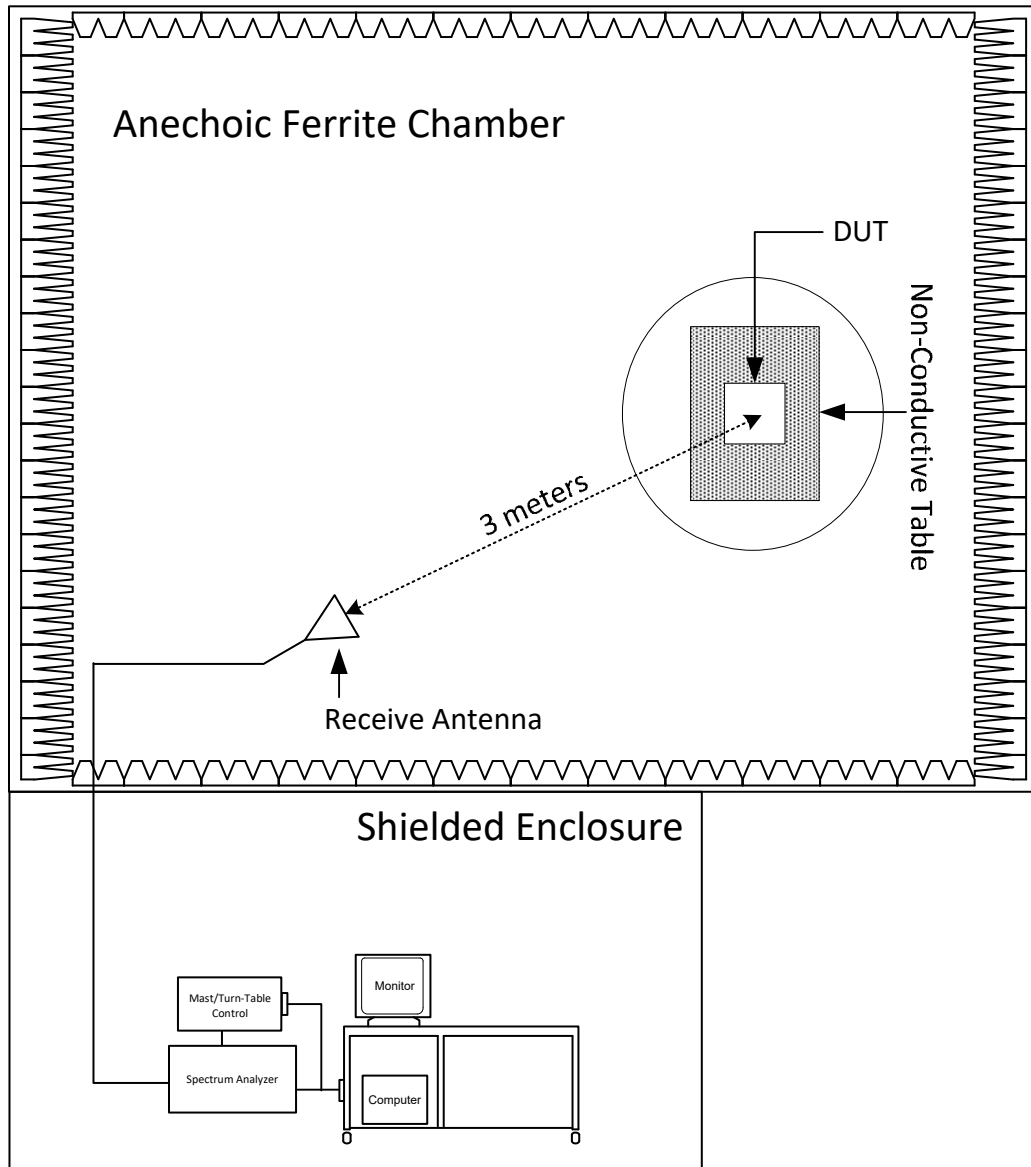 Anechoic Ferrite Chamber
DUT
Non-Conductive Table
3 meters
Receive Antenna
Shielded Enclosure
Monitor
Mast/Turn-Table
Control
Spectrum Analyzer
Computer